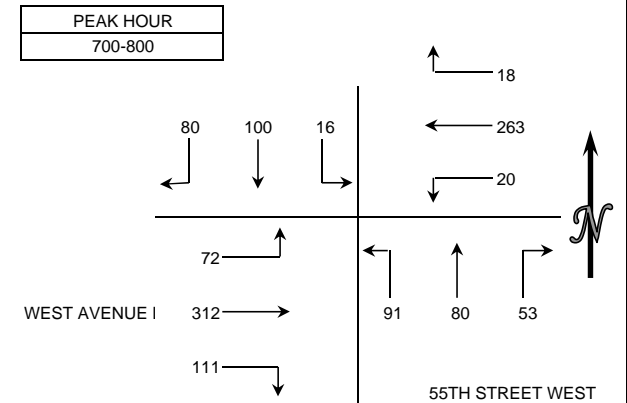 PEAK HOUR
700-800
18
80 100 16 263
20
N
72
WEST AVENUE I 312 91 80 53
111
55TH STREET WEST